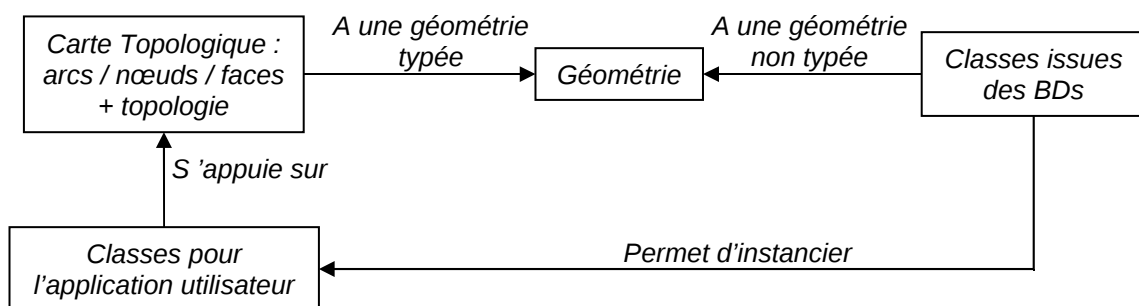 Carte Topologique :
arcs / nœuds / faces
+ topologie
A une géométrie
typée
Géométrie
A une géométrie
non typée
Classes issues
des BDs
S ’appuie sur
Classes pour
l’application utilisateur
Permet d’instancier